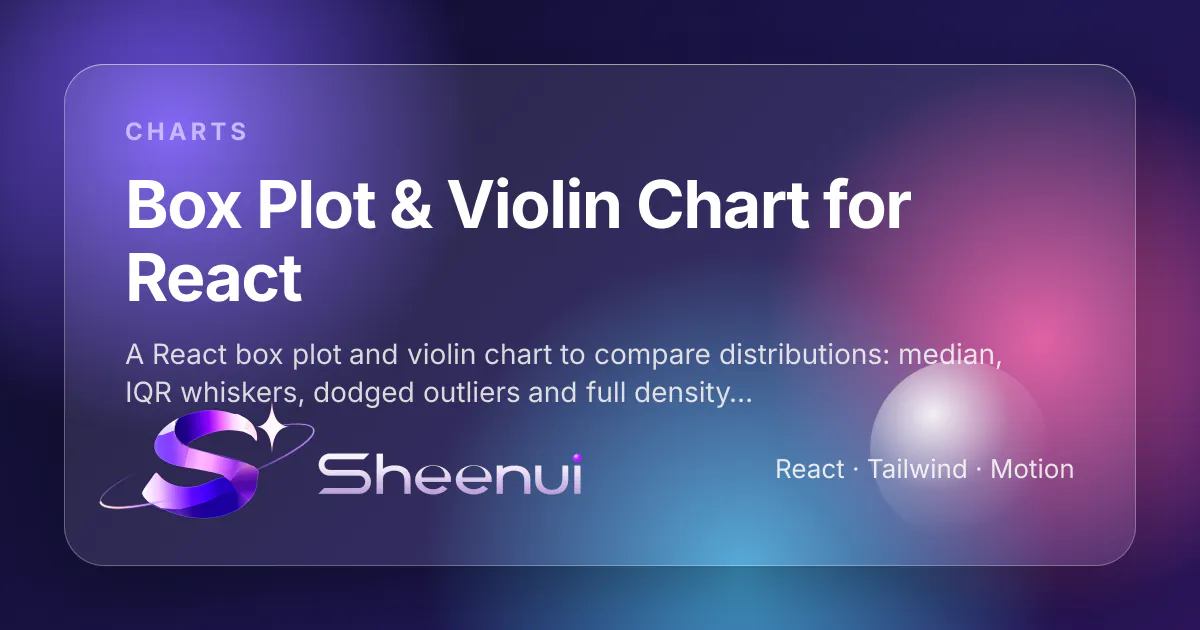 CHARTS
Box Plot & Violin Chart for
React
A React box plot and violin chart to compare distributions: median,
IQR whiskers, dodged outliers and full density...
Sheenui
React · Tailwind · Motion